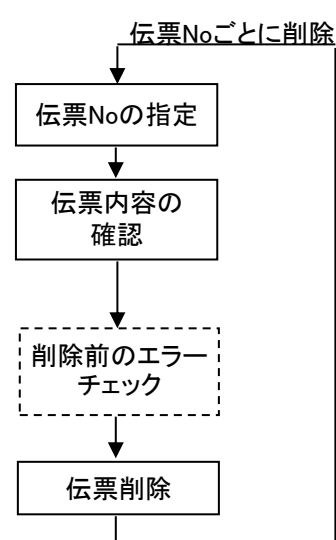 伝票Noごとに削除
伝票Noの指定
伝票内容の
確認
削除前のエラー
チェック
伝票削除